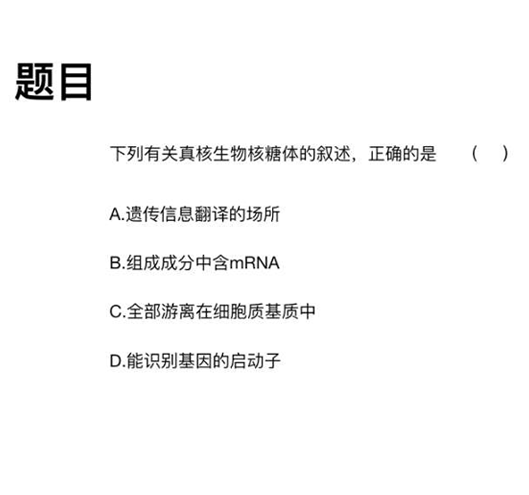 题目
下列有关真核生物核糖体的叙述，正确的是 （ ）
A.遗传信息翻译的场所
B.组成成分中含mRNA
C.全部游离在细胞质基质中
D.能识别基因的启动子